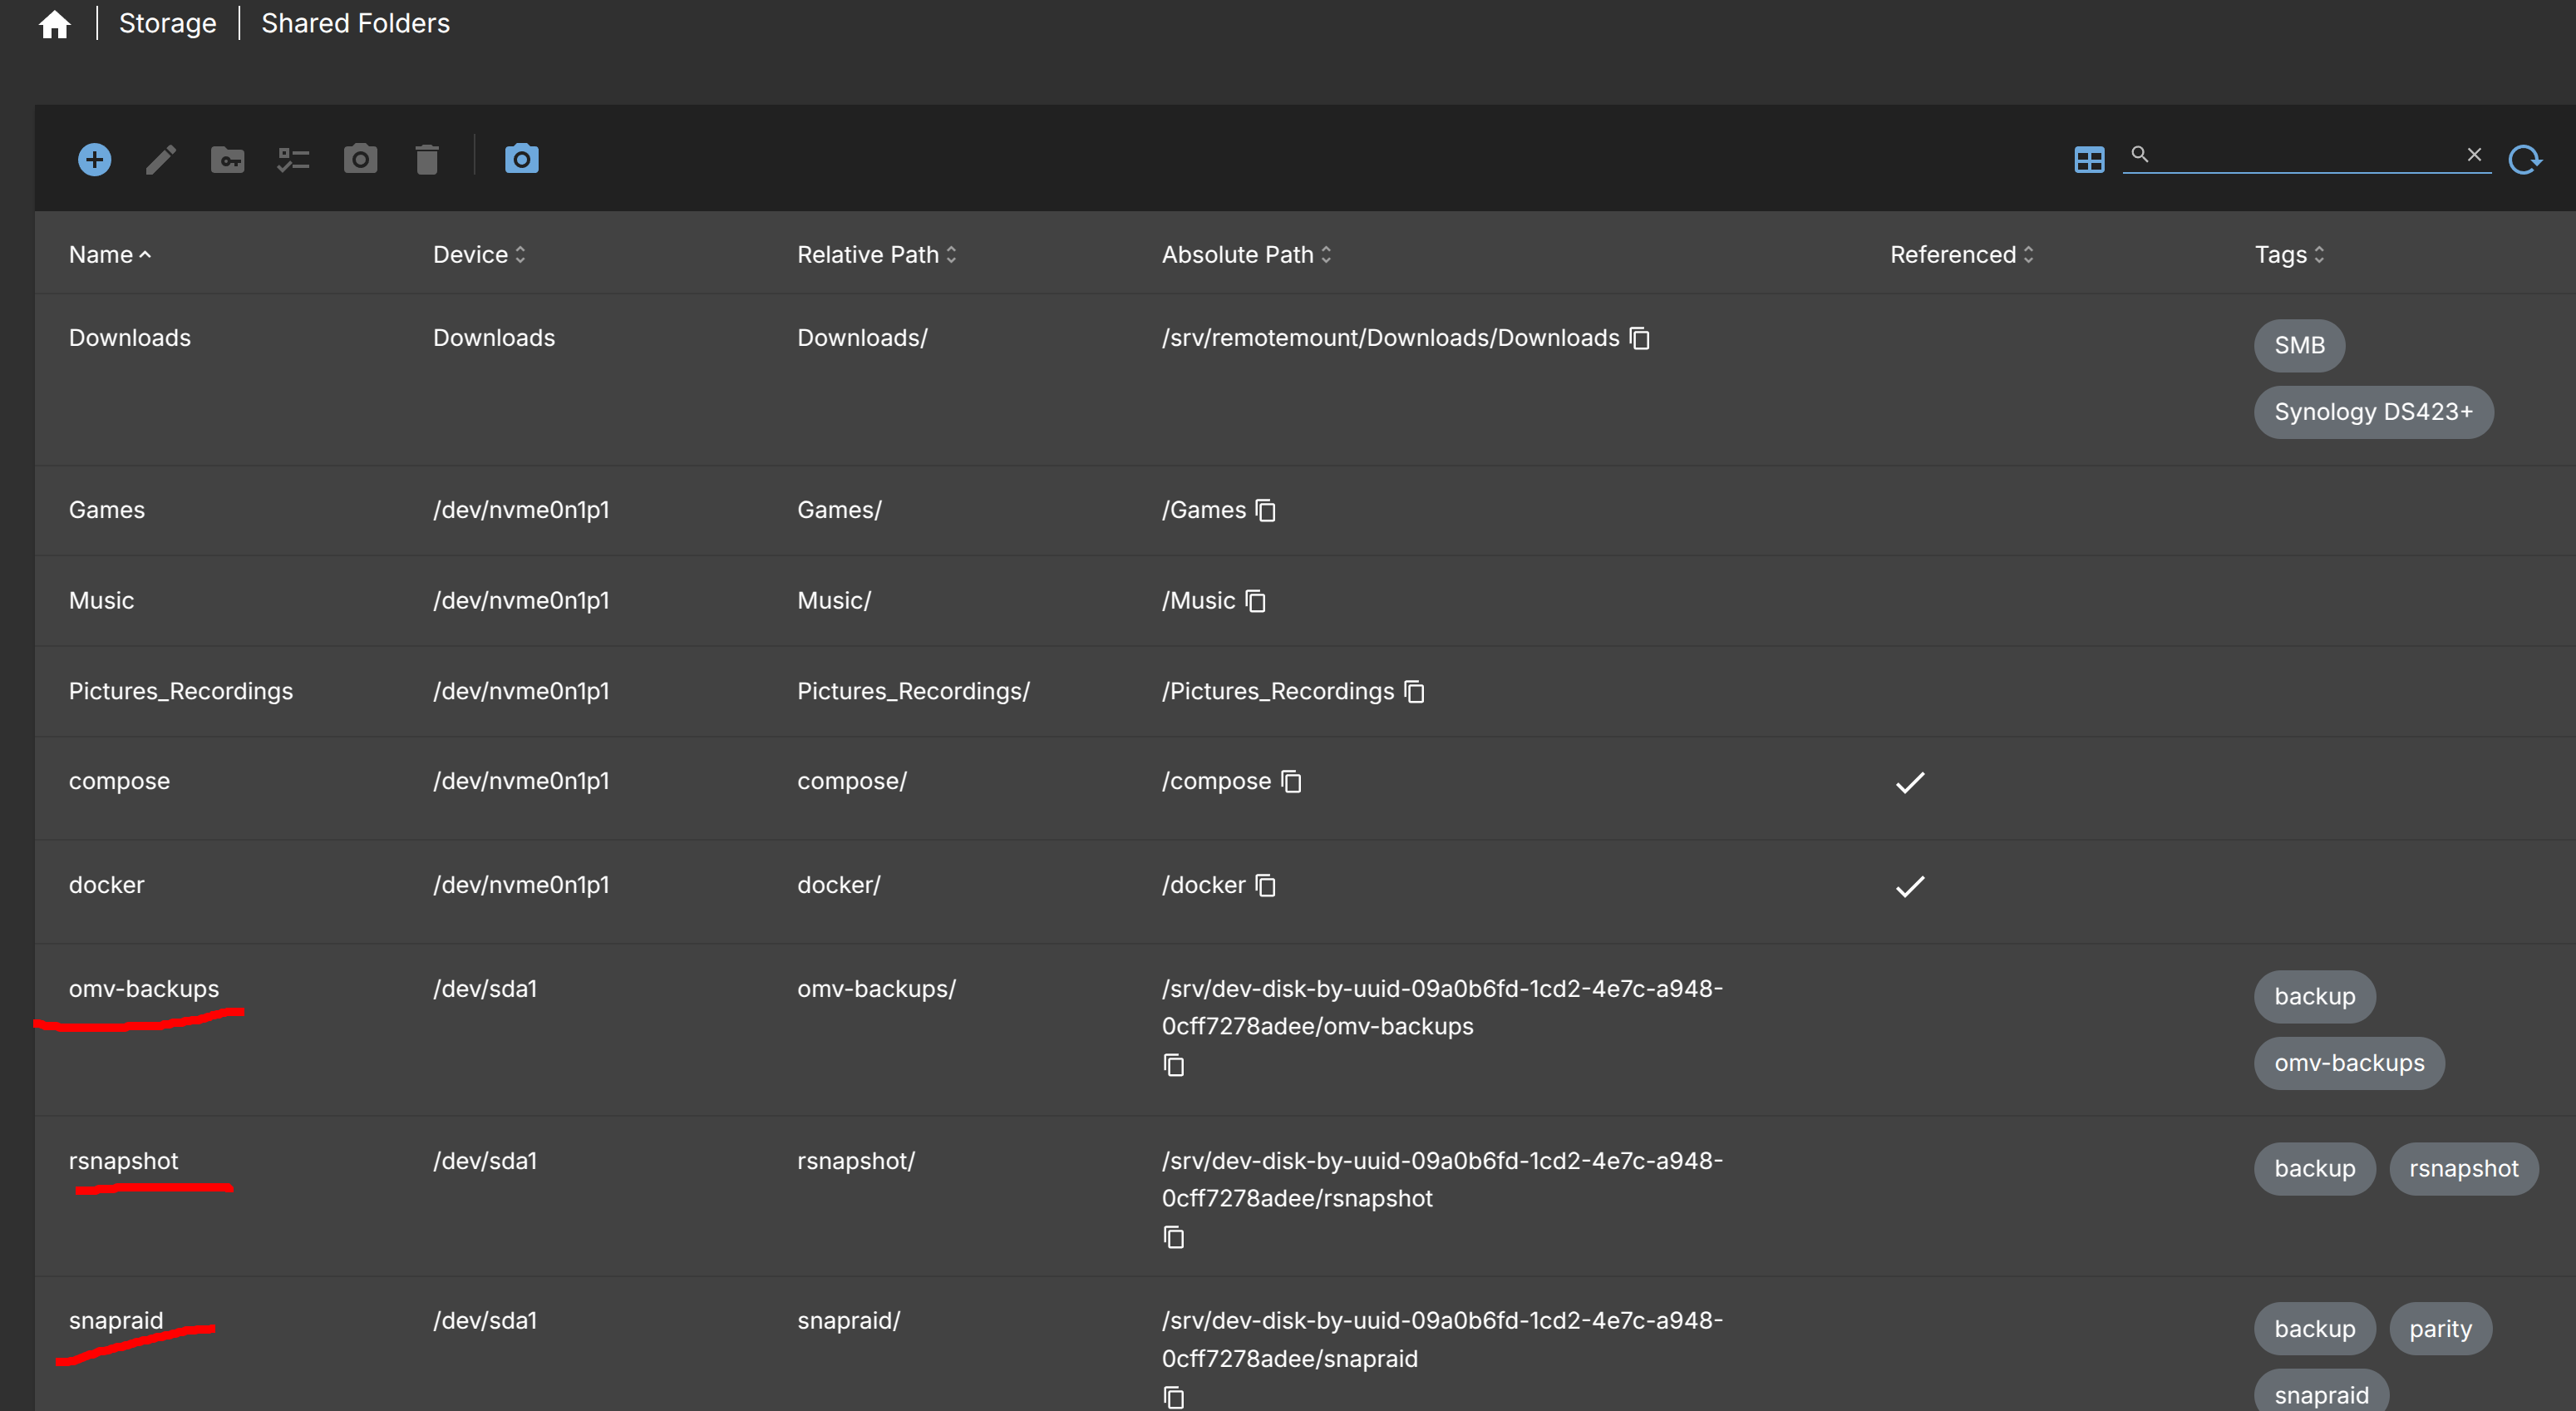 Storage | Shared Folders
Name Device Relative Path Absolute Path Referenced Tags
Downloads Downloads Downloads/ /srv/remotemount/Downloads/Downloads SMB
Synology DS423+
Games /dev/nvme0n1p1 Games/ /Games
Music /dev/nvme0n1p1 Music/ /Music
Pictures_Recordings /dev/nvme0n1p1 Pictures_Recordings/ /Pictures_Recordings
compose /dev/nvme0n1p1 compose/ /compose
docker /dev/nvme0n1p1 docker/ /docker
omv-backups /dev/sda1 omv-backups/ /srv/dev-disk-by-uuid-09a0b6fd-1cd2-4e7c-a948- backup
0cff7278adee/omv-backups
omv-backups
rsnapshot /dev/sda1 rsnapshot/ /srv/dev-disk-by-uuid-09a0b6fd-1cd2-4e7c-a948- backup rsnapshot
0cff7278adee/rsnapshot
snapraid /dev/sda1 snapraid/ /srv/dev-disk-by-uuid-09a0b6fd-1cd2-4e7c-a948- backup parity
0cff7278adee/snapraid
snapraid